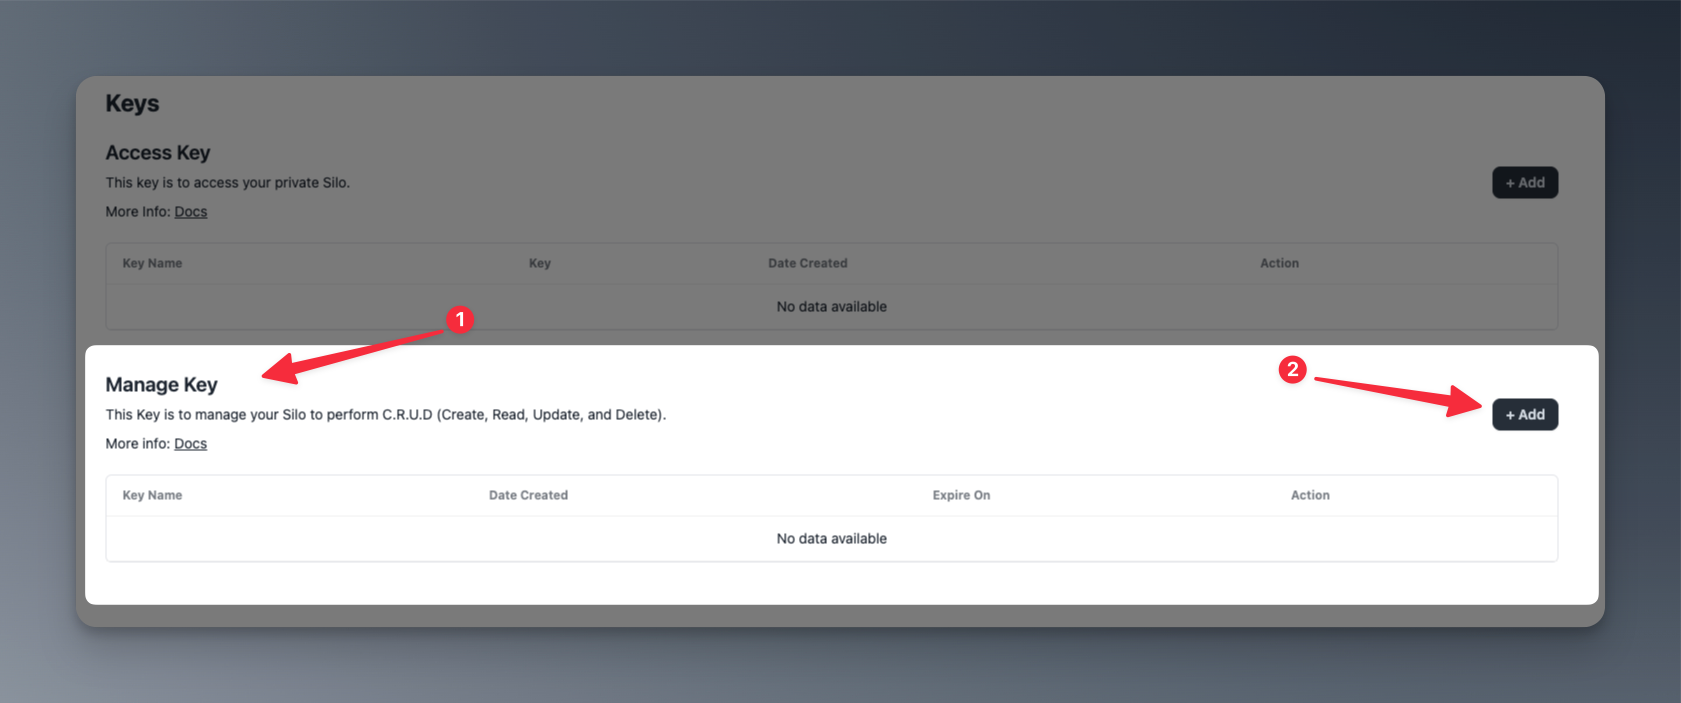 Keys
Access Key
This key is to access your private Silo.
+ Add
More Info: Docs
Key Name Key Date Created Action
No data available
1
Manage Key
2
This Key is to manage your Silo to perform C.R.U.D (Create, Read, Update, and Delete).
+ Add
More info: Docs
Key Name Date Created Expire On Action
No data available